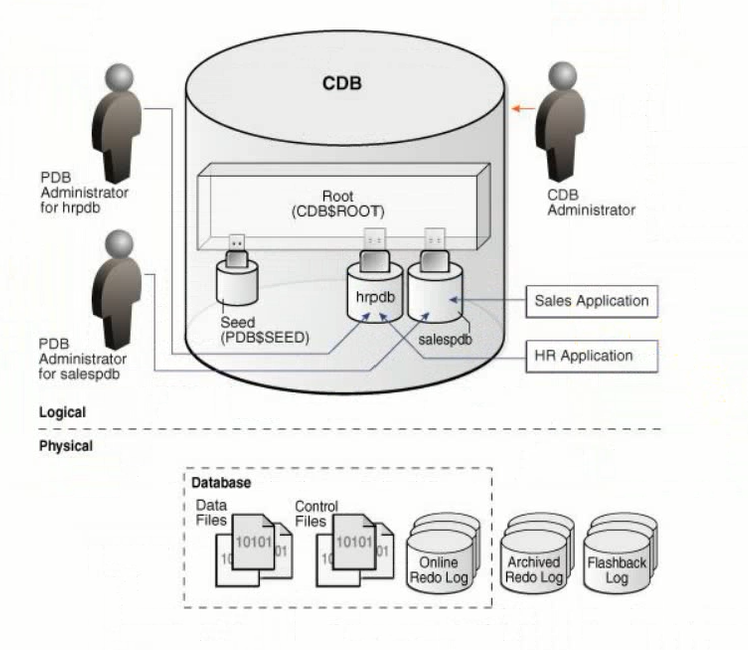 CDB
PDB
Administrator
for hrpdb
CDB
Administrator
Root
(CDB$ROOT)
PDB
Administrator
for salespdb
Seed
(PDB$SEED)
hrpdb
salespdb
Sales Application
HR Application
Logical
Physical
Database
Data
Files
10
10101
01
Control
Files
10
10101
01
Online
Redo Log
Archived
Redo Log
Flashback
Log